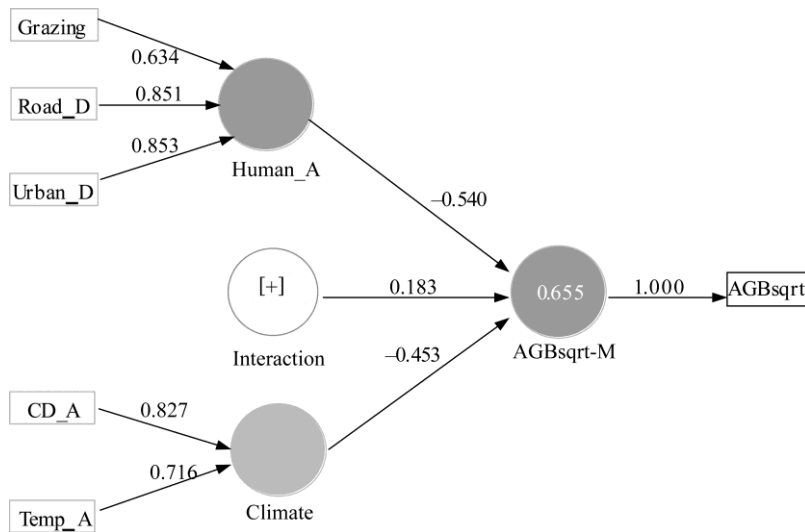 Grazing
0.634
Road_D
0.851
0.853
Urban_D
Human_A
–0.540
[+]
0.183
0.655
1.000
AGBsqrt
Interaction
AGBsqrt-M
–0.453
CD_A
0.827
0.716
Temp_A
Climate